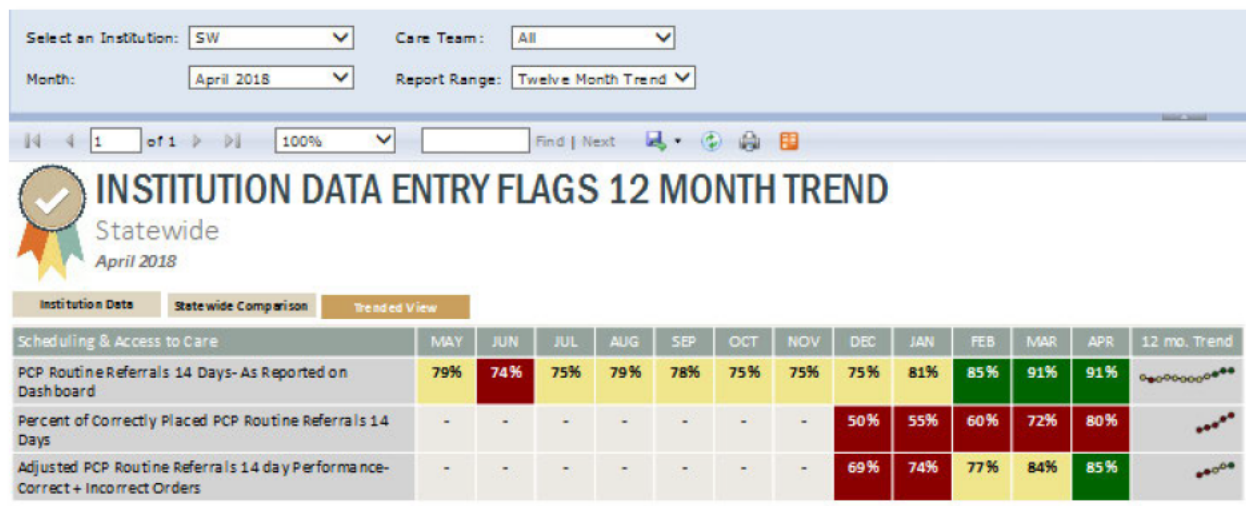 Select an Institution: SW Care Team: All
Month: April 2018 Report Range: Twelve Month Trend
1 of 1 100% Find | Next
INSTITUTION DATA ENTRY FLAGS 12 MONTH TREND
Statewide
April 2018
Institution Data Statewide Comparison Trended View
Scheduling & Access to Care MAY JUN JUL AUG SEP OCT NOV DEC JAN FEB MAR APR 12 mo. Trend
PCP Routine Referrals 14 Days- As Reported on 79% 74% 75% 79% 78% 75% 75% 75% 81% 85% 91% 91%
Dashboard
Percent of Correctly Placed PCP Routine Referrals 14 - - - - - - - 50% 55% 60% 72% 80%
Days
Adjusted PCP Routine Referrals 14 day Performance- - - - - - - - 69% 74% 77% 84% 85%
Correct + Incorrect Orders